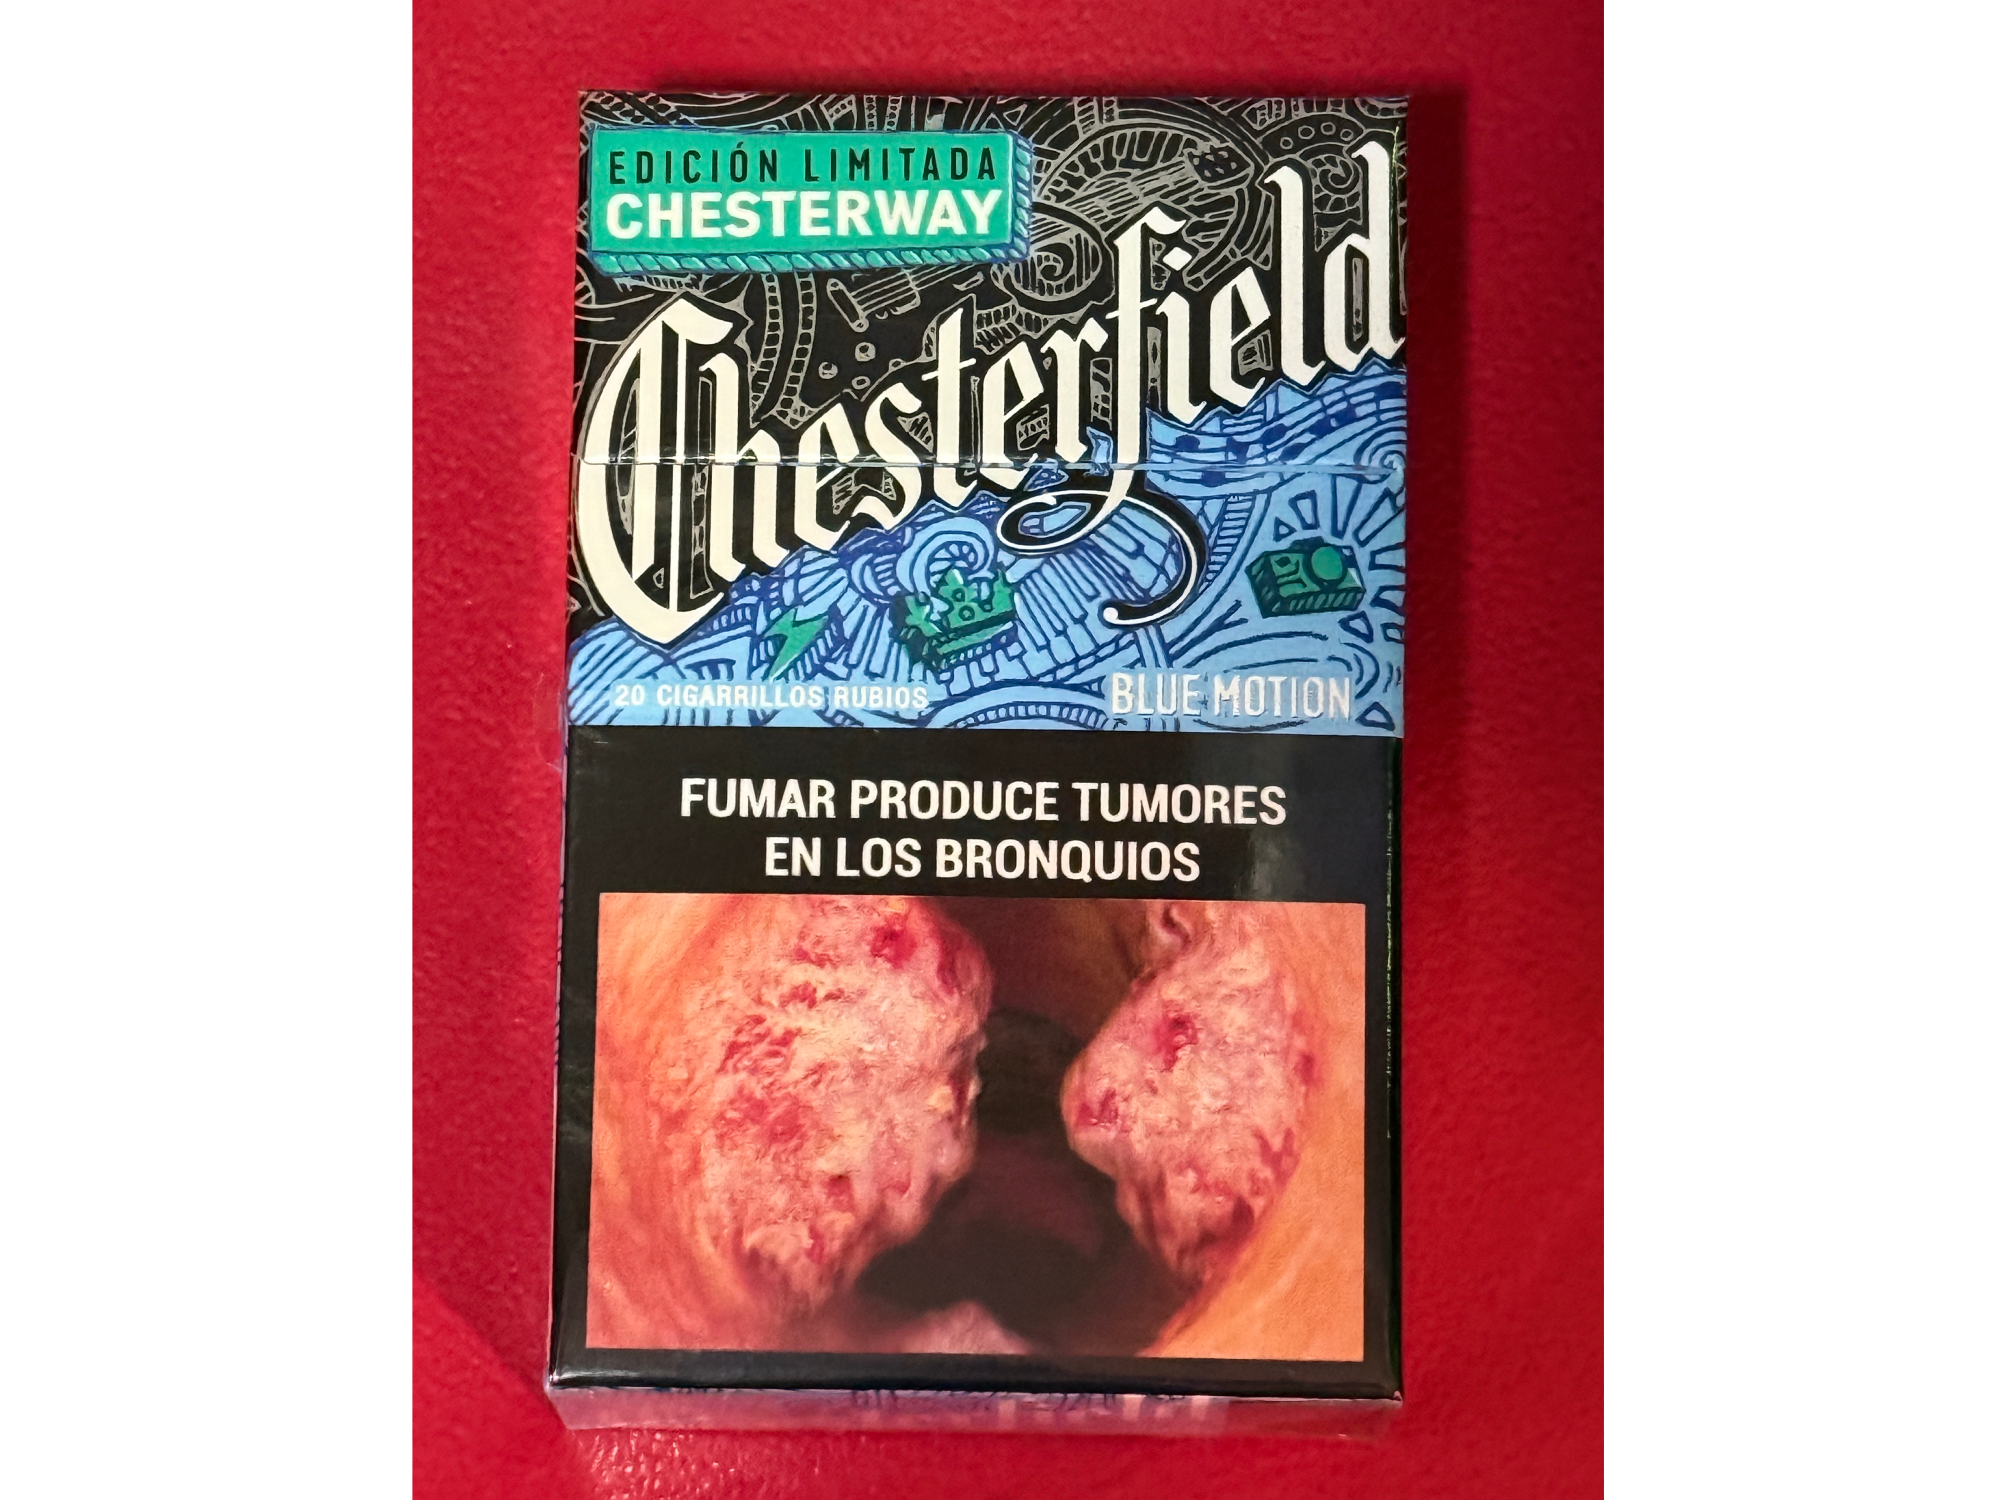 EDICIÓN LIMITADA
CHESTERWAY
Chesterfield
20 CIGARRILLOS RUBIOS
BLUE MOTION
FUMAR PRODUCE TUMORES
EN LOS BRONQUIOS